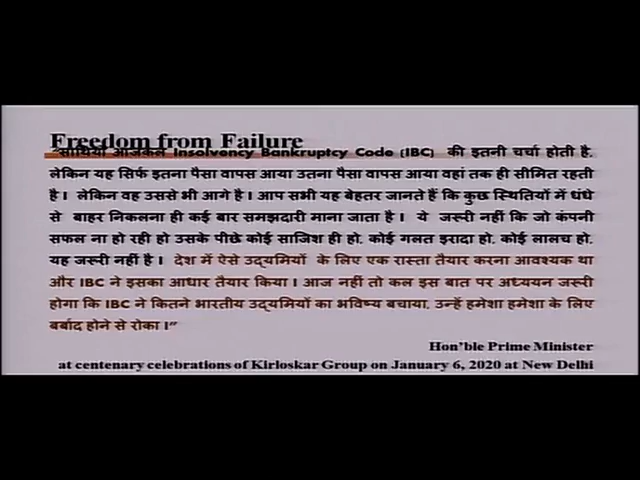 Freedom from Failure
"साथियों आजकल Insolvency Bankruptcy Code (IBC) की इतनी चर्चा होती है,
लेकिन यह सिर्फ इतना पैसा वापस आया उतना पैसा वापस आया वहां तक ही सीमित रहती
है। लेकिन वह उससे भी आगे है। आप सभी यह बेहतर जानते हैं कि कुछ स्थितियों में धंधे
से बाहर निकलना ही कई बार समझदारी माना जाता है। ये जरूरी नहीं कि जो कंपनी
सफल ना हो रही हो उसके पीछे कोई साजिश ही हो, कोई गलत इरादा हो, कोई लालच हो,
यह जरूरी नहीं है। देश में ऐसे उद्यमियों के लिए एक रास्ता तैयार करना आवश्यक था
और IBC ने इसका आधार तैयार किया। आज नहीं तो कल इस बात पर अध्ययन जरूरी
होगा कि IBC ने कितने भारतीय उद्यमियों का भविष्य बचाया, उन्हें हमेशा हमेशा के लिए
बर्बाद होने से रोका।"
Hon'ble Prime Minister
at centenary celebrations of Kirloskar Group on January 6, 2020 at New Delhi